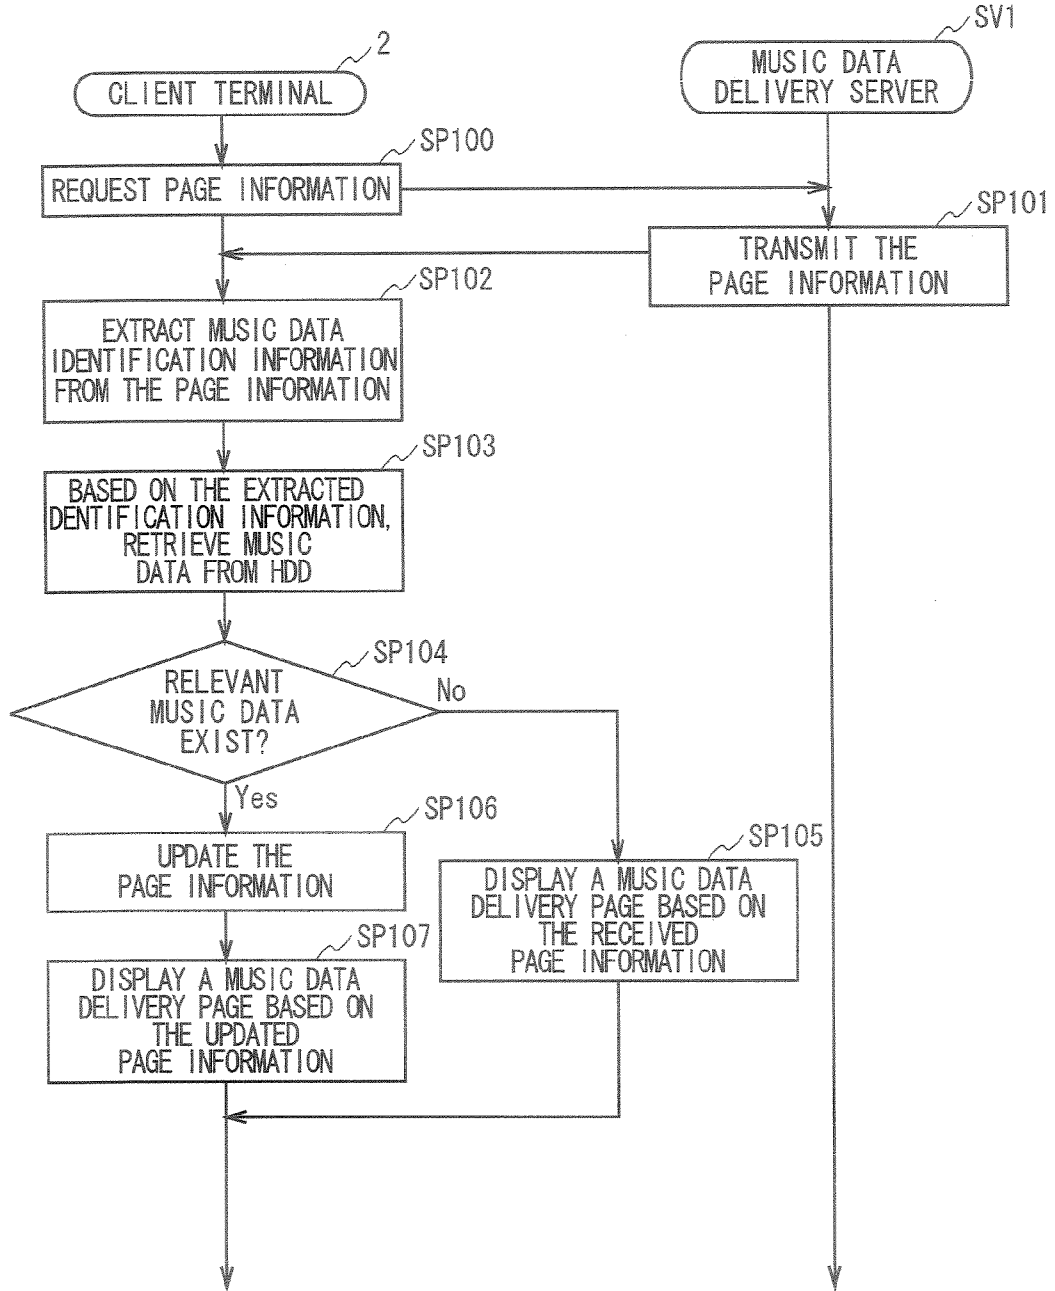 2
CLIENT TERMINAL
SV1
MUSIC DATA
DELIVERY SERVER
SP100
REQUEST PAGE INFORMATION
SP101
TRANSMIT THE
PAGE INFORMATION
SP102
EXTRACT MUSIC DATA
IDENTIFICATION INFORMATION
FROM THE PAGE INFORMATION
SP103
BASED ON THE EXTRACTED
DENTIFICATION INFORMATION,
RETRIEVE MUSIC
DATA FROM HDD
SP104
RELEVANT
MUSIC DATA
EXIST?
No
Yes
SP106
UPDATE THE
PAGE INFORMATION
SP105
DISPLAY A MUSIC DATA
DELIVERY PAGE BASED ON
THE RECEIVED
PAGE INFORMATION
SP107
DISPLAY A MUSIC DATA
DELIVERY PAGE BASED ON
THE UPDATED
PAGE INFORMATION